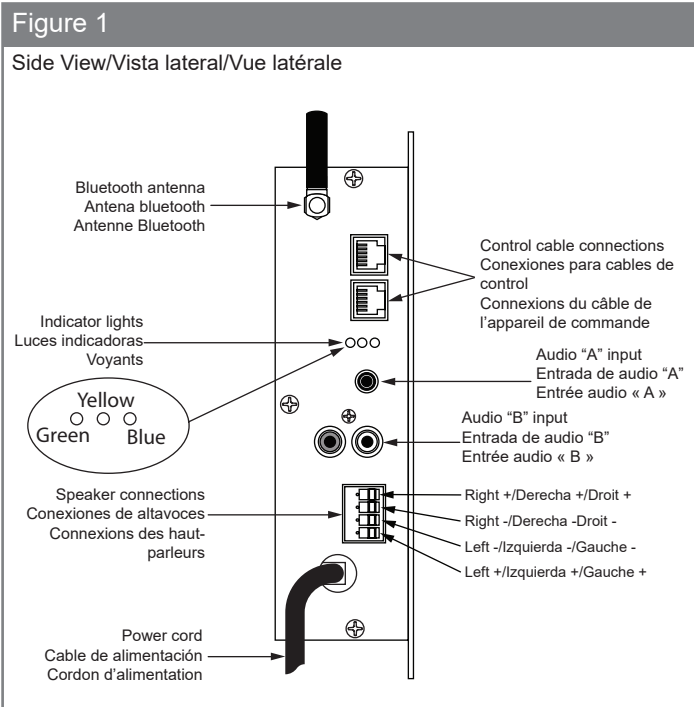 Figure 1
Side View/Vista lateral/Vue latérale
Bluetooth antenna
Antena bluetooth
Antenne Bluetooth
Control cable connections
Conexiones para cables de
control
Connexions du câble de
l’appareil de commande
Indicator lights
Luces indicadoras
Voyants
Yellow
Green
Blue
Audio “A” input
Entrada de audio “A”
Entrée audio « A »
Audio “B” input
Entrada de audio “B”
Entrée audio « B »
Speaker connections
Conexiones de altavoces
Connexions des haut-
parleurs
Right +/Derecha +/Droit +
Right -/Derecha -Droit -
Left -/Izquierda -/Gauche -
Left +/Izquierda +/Gauche +
Power cord
Cable de alimentación
Cordon d’alimentation